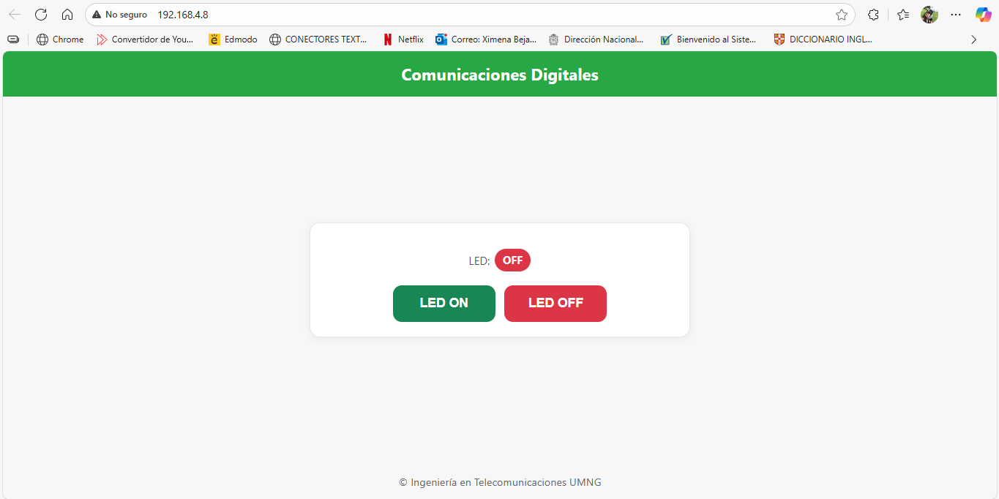 No seguro 192.168.4.8
Chrome Convertidor de You... Edmodo CONECTORES TEXT... Netflix Correo: Ximena Beja... Dirección Nacional... Bienvenido al Siste... DICCIONARIO INGL...
Comunicaciones Digitales
LED: OFF
LED ON LED OFF
© Ingeniería en Telecomunicaciones UMNG